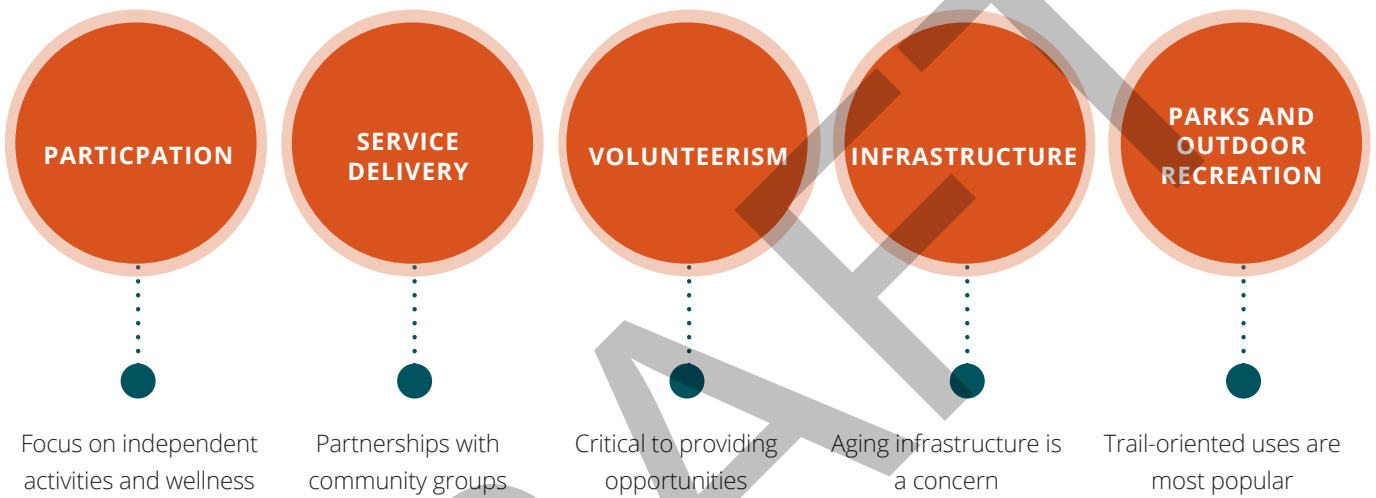 PARTICPATION
SERVICE
DELIVERY
VOLUNTEERISM
INFRASTRUCTURE
PARKS AND
OUTDOOR
RECREATION
Focus on independent
activities and wellness
Partnerships with
community groups
Critical to providing
opportunities
Aging infrastructure is
a concern
Trail-oriented uses are
most popular